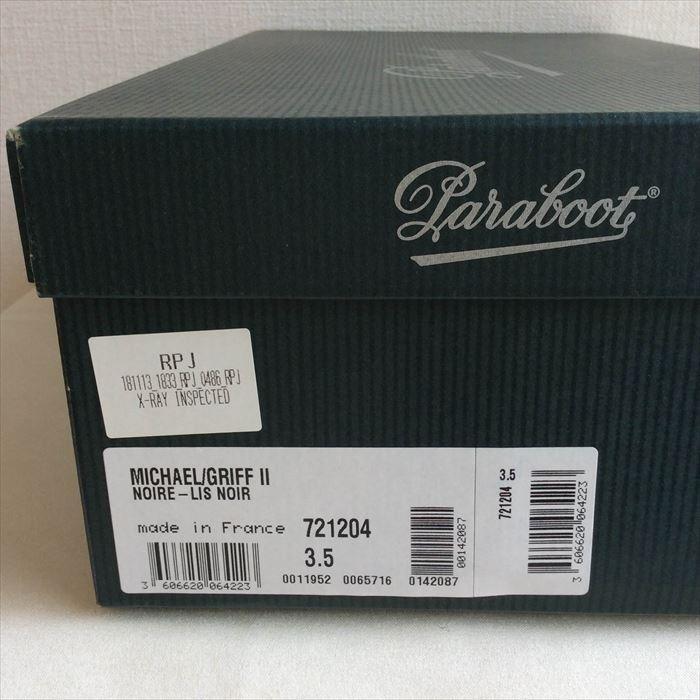 Paraboot®
RPJ
181113_1833_RPJ_0486_RPJ
X-RAY INSPECTED
MICHAEL/GRIFF II
NOIRE–LIS NOIR
made in France 721204
3.5
3 606620 064223
0011952 0065716 0142087
00142087
3.5
721204
3 606620 064223